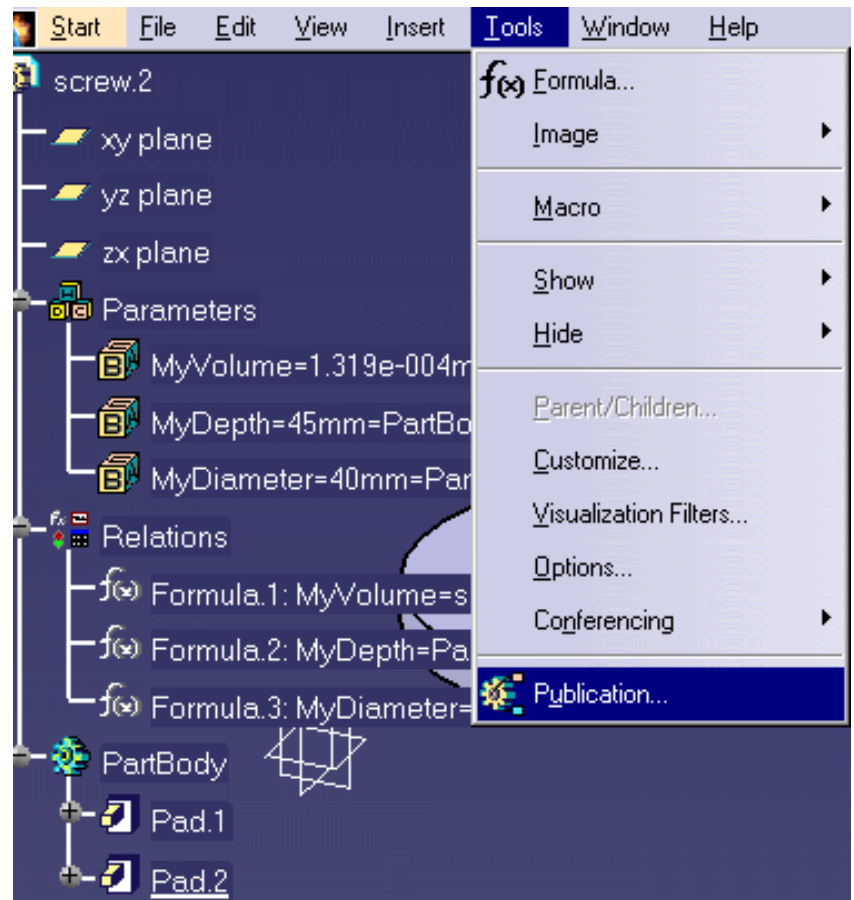 Start File Edit View Insert Tools Window Help
screw.2
xy plane
yz plane
zx plane
Parameters
MyVolume=1.319e-004m
MyDepth=45mm=PartBo
MyDiameter=40mm=Par
Relations
Formula.1: MyVolume=s
Formula.2: MyDepth=Pa
Formula.3: MyDiameter=
PartBody
Pad.1
Pad.2
f(x) Formula...
Image
Macro
Show
Hide
Parent/Children...
Customize...
Visualization Filters...
Options...
Conferencing
Publication...